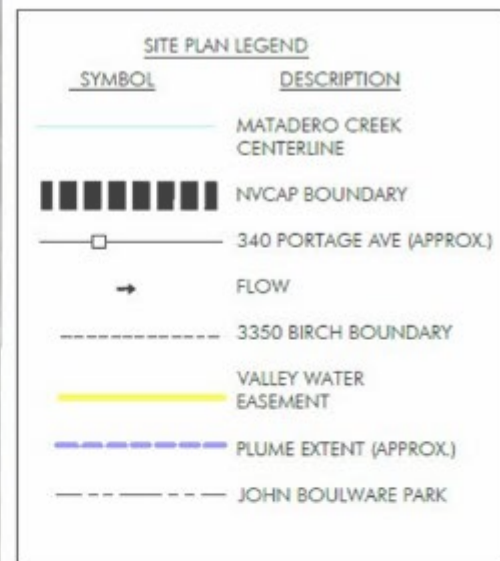 SITE PLAN LEGEND
SYMBOL DESCRIPTION
MATADERO CREEK
CENTERLINE
NVCAP BOUNDARY
340 PORTAGE AVE (APPROX.)
FLOW
3350 BIRCH BOUNDARY
VALLEY WATER
EASEMENT
PLUME EXTENT (APPROX.)
JOHN BOULWARE PARK